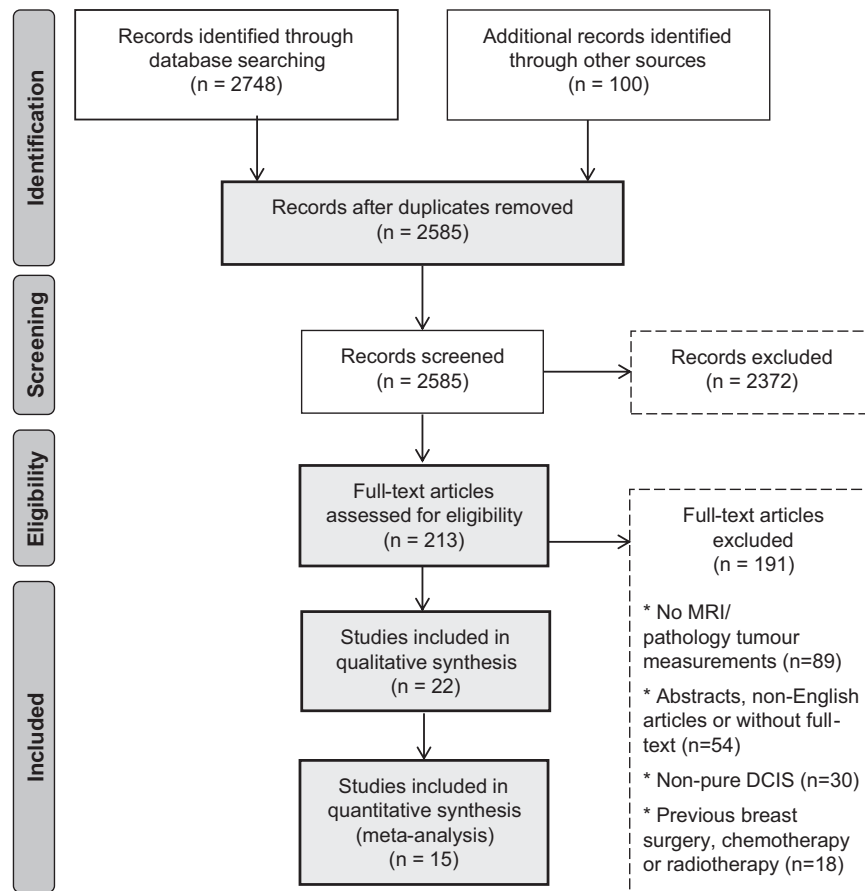 Identification
Records identified through
database searching
(n = 2748)
Additional records identified
through other sources
(n = 100)
Records after duplicates removed
(n = 2585)
Screening
Records screened
(n = 2585)
Records excluded
(n = 2372)
Eligibility
Full-text articles
assessed for eligibility
(n = 213)
Full-text articles
excluded
(n = 191)
* No MRI/
pathology tumour
measurements (n=89)
* Abstracts, non-English
articles or without full-
text (n=54)
* Non-pure DCIS (n=30)
* Previous breast
surgery, chemotherapy
or radiotherapy (n=18)
Included
Studies included in
qualitative synthesis
(n = 22)
Studies included in
quantitative synthesis
(meta-analysis)
(n = 15)